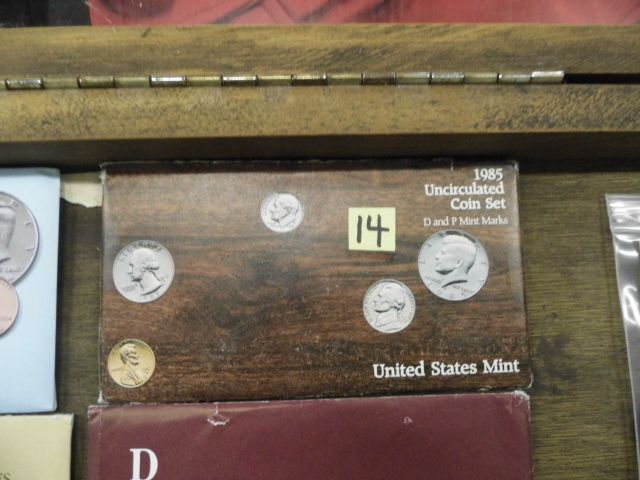 1985
Uncirculated
Coin Set
D and P Mint Marks
14
United States Mint
D